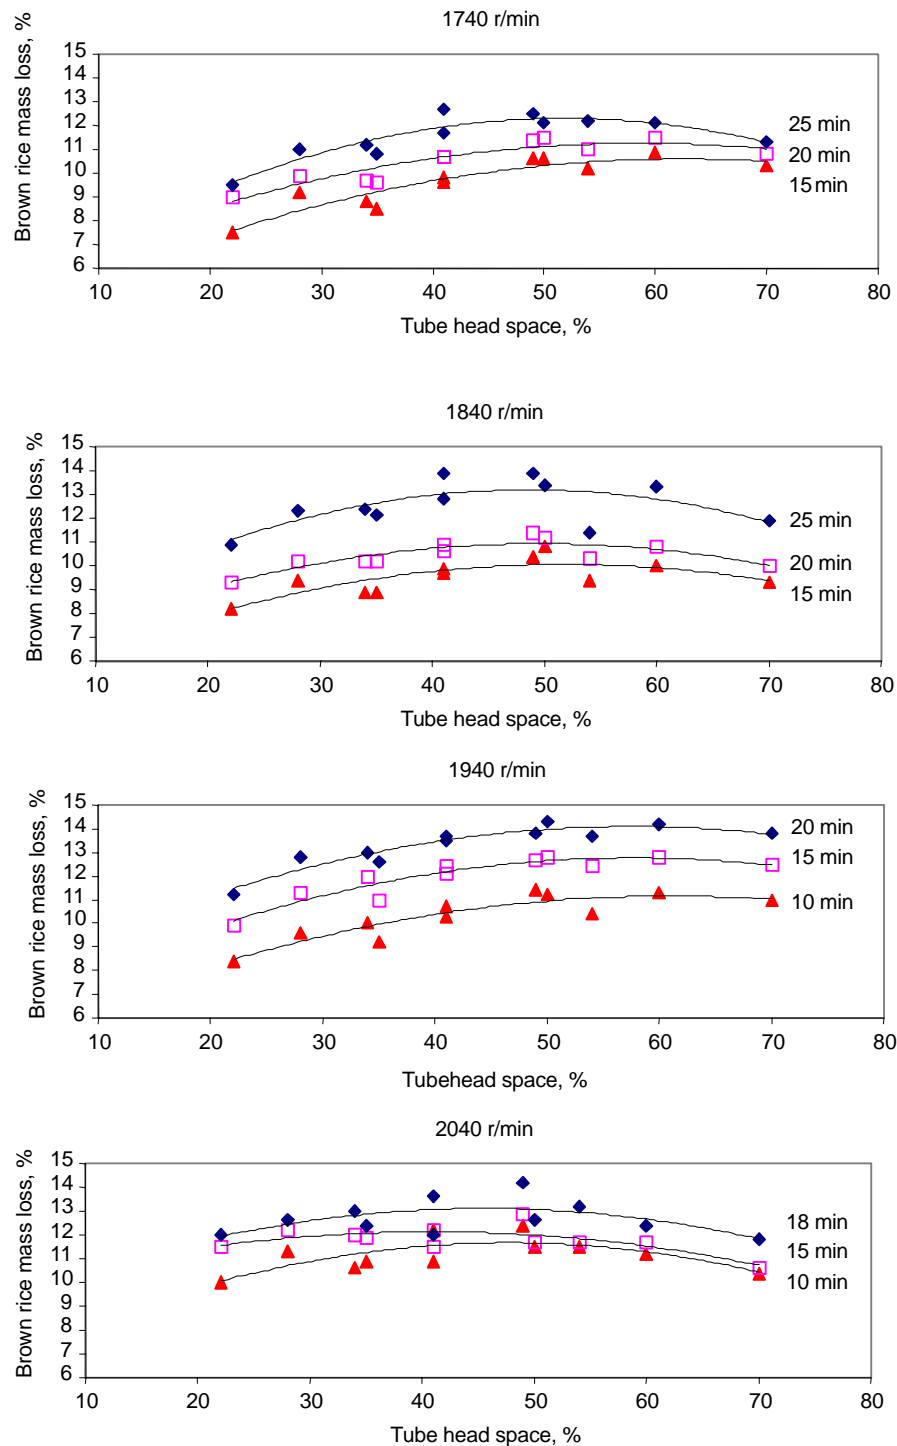 1740 r/min
Brown rice mass loss, %
15
14
13
12
11
10
9
8
7
6
25 min
20 min
15 min
10 20 30 40 50 60 70 80
Tube head space, %
1840 r/min
Brown rice mass loss, %
15
14
13
12
11
10
9
8
7
6
25 min
20 min
15 min
10 20 30 40 50 60 70 80
Tube head space, %
1940 r/min
Brown rice mass loss, %
15
14
13
12
11
10
9
8
7
6
20 min
15 min
10 min
10 20 30 40 50 60 70 80
Tubehead space, %
2040 r/min
Brown rice mass loss, %
15
14
13
12
11
10
9
8
7
6
18 min
15 min
10 min
10 20 30 40 50 60 70 80
Tube head space, %